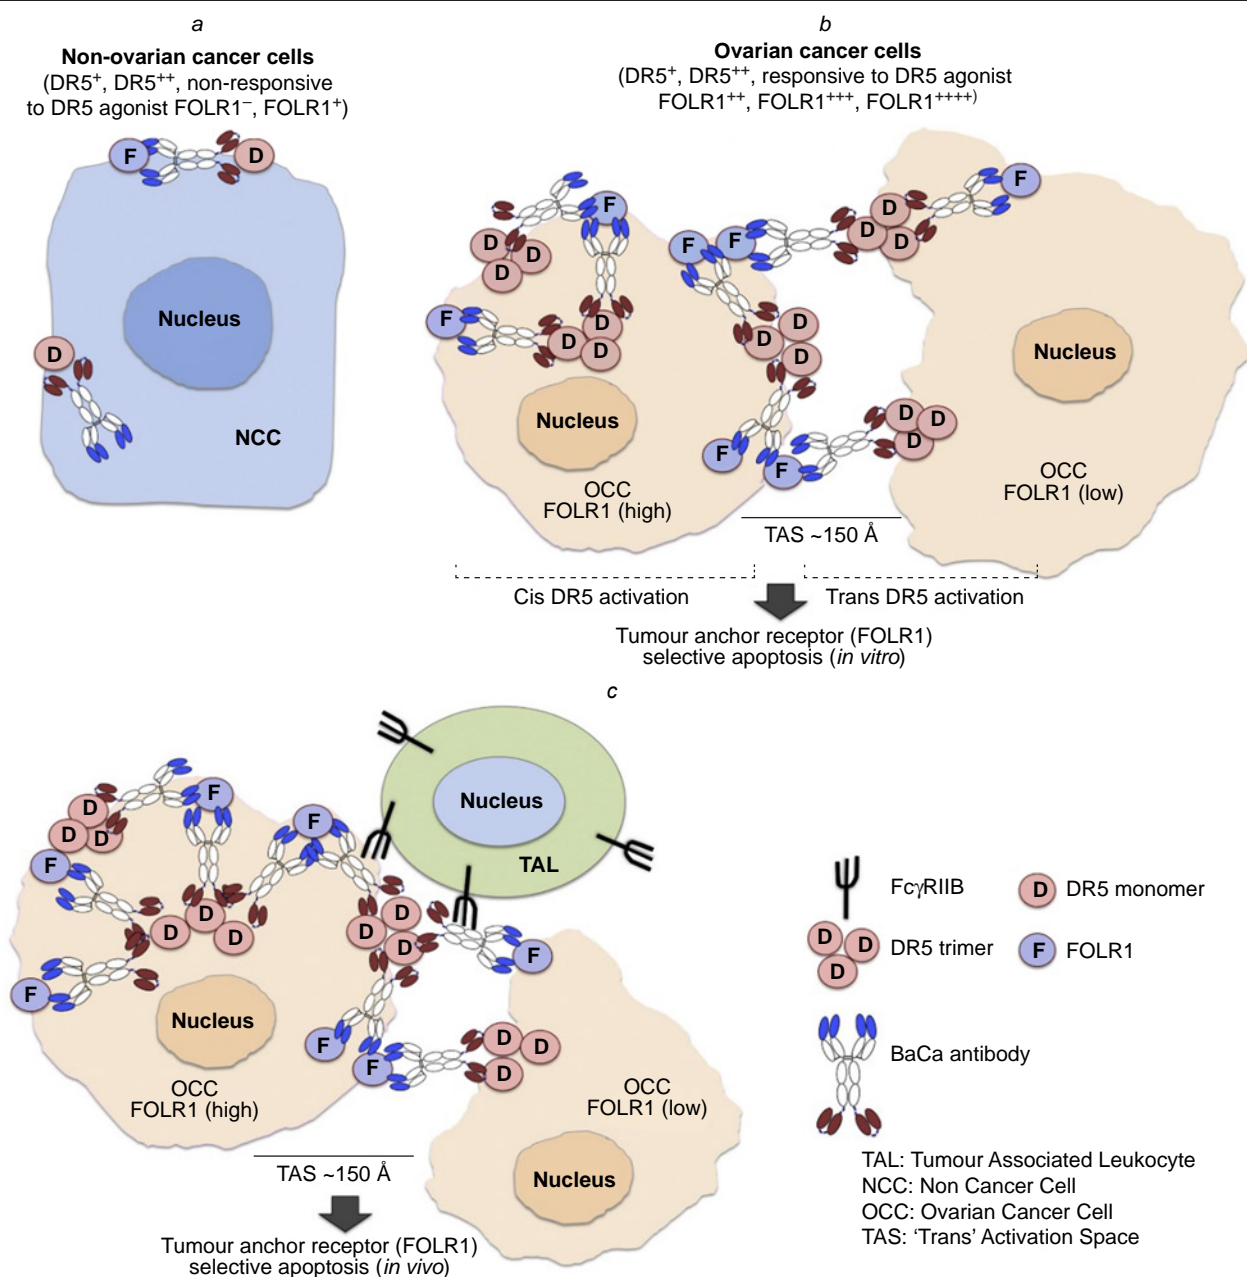 a
Non-ovarian cancer cells
(DR5⁺, DR5⁺⁺, non-responsive
to DR5 agonist FOLR1⁻, FOLR1⁺)
F
D
Nucleus
D
NCC
b
Ovarian cancer cells
(DR5⁺, DR5⁺⁺, responsive to DR5 agonist
FOLR1⁺⁺, FOLR1⁺⁺⁺, FOLR1⁺⁺⁺⁺⁾
F
D
D
D
F
D
D
D
F
F
D
D
D
F
D
D
D
F
F
F
D
D
D
D
D
D
Nucleus
Nucleus
OCC
FOLR1 (high)
OCC
FOLR1 (low)
TAS ~150 Å
Cis DR5 activation
Trans DR5 activation
Tumour anchor receptor (FOLR1)
selective apoptosis (in vitro)
c
Nucleus
TAL
F
D
D
D
F
D
D
D
F
F
D
D
D
F
F
F
D
D
D
Nucleus
OCC
FOLR1 (high)
OCC
FOLR1 (low)
Nucleus
TAS ~150 Å
Tumour anchor receptor (FOLR1)
selective apoptosis (in vivo)
FcγRIIB
D
DR5 monomer
D
D
D
DR5 trimer
F
FOLR1
BaCa antibody
TAL: Tumour Associated Leukocyte
NCC: Non Cancer Cell
OCC: Ovarian Cancer Cell
TAS: ‘Trans’ Activation Space